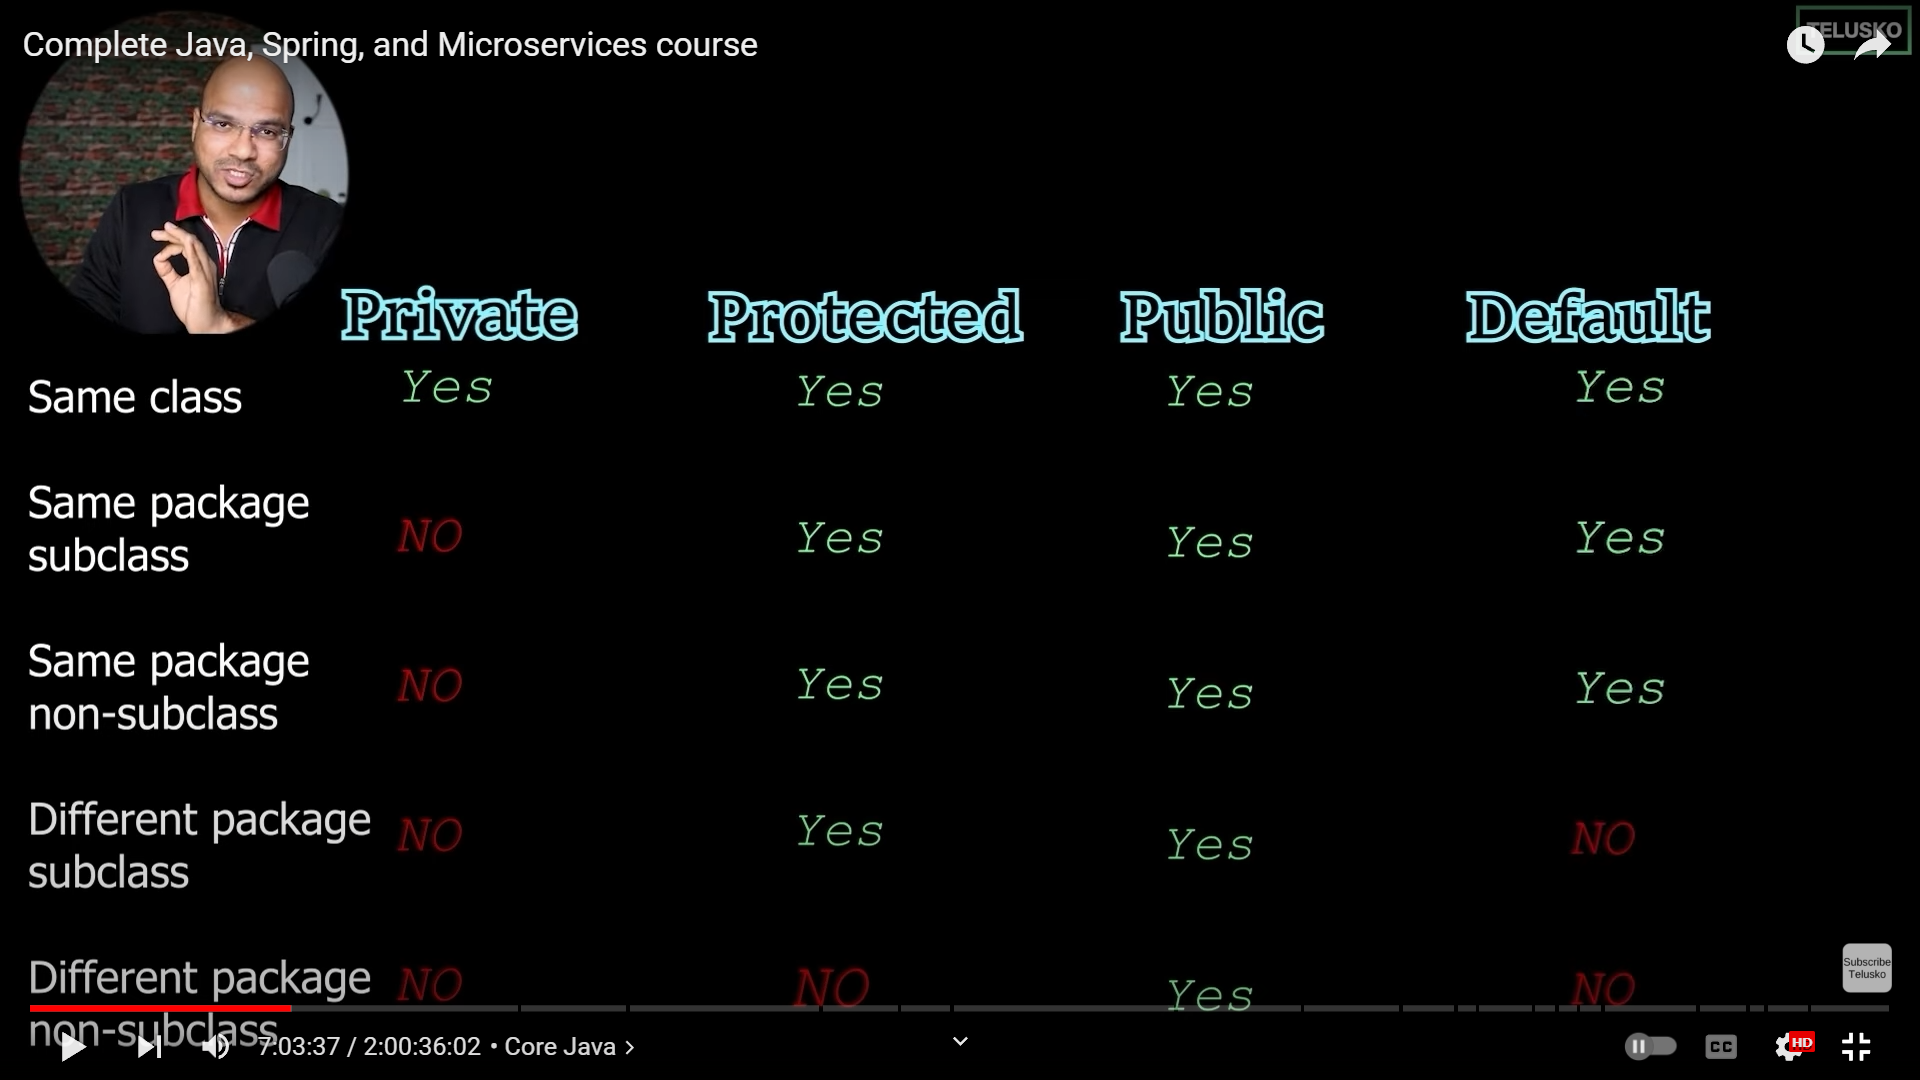 Complete Java, Spring, and Microservices course
TELUSKO
Private Protected Public Default
Same class Yes Yes Yes Yes
Same package
subclass NO Yes Yes Yes
Same package
non-subclass NO Yes Yes Yes
Different package
subclass NO Yes Yes NO
Different package
non-subclass NO NO Yes NO
Subscribe
Telusko
7:03:37 / 2:00:36:02 • Core Java >
CC
HD